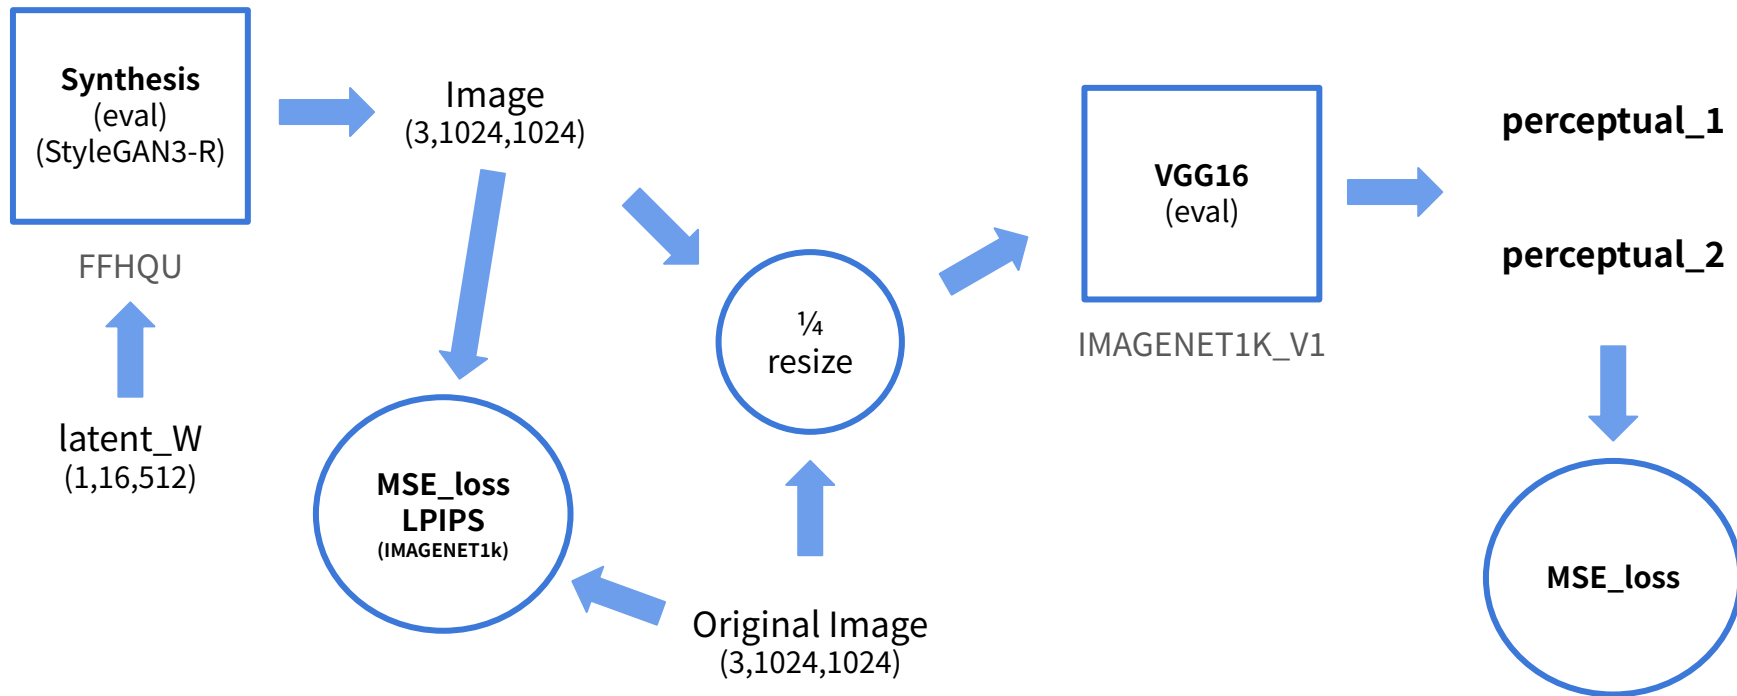 Synthesis
(eval)
(StyleGAN3-R)
FFHQU
latent_W
(1,16,512)
Image
(3,1024,1024)
MSE_loss
LPIPS
(IMAGENET1k)
Original Image
(3,1024,1024)
¼
resize
VGG16
(eval)
IMAGENET1K_V1
perceptual_1
perceptual_2
MSE_loss